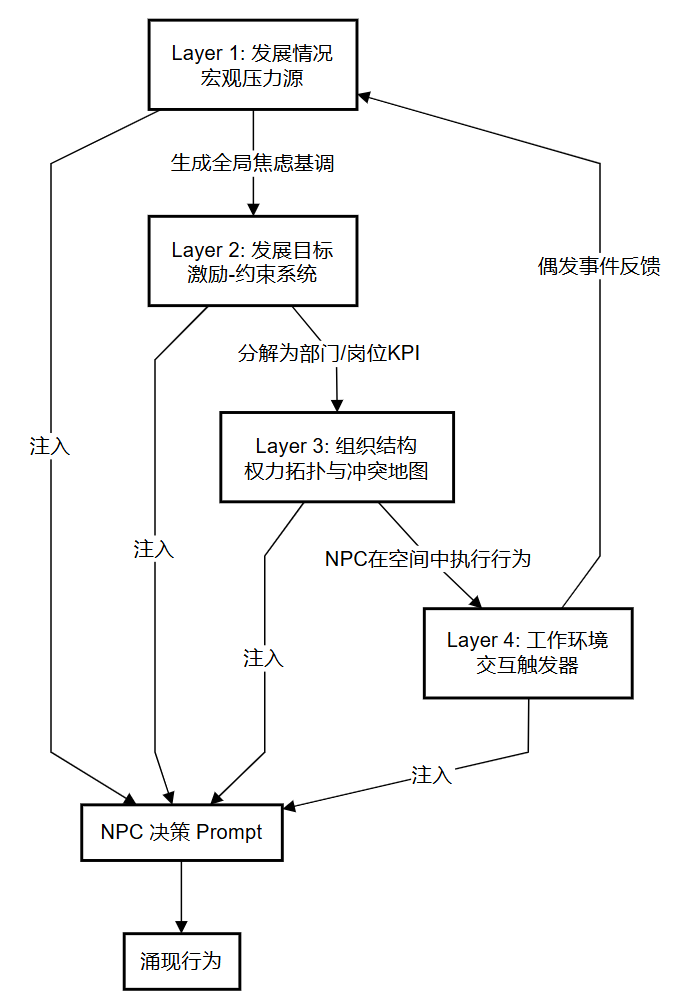 Layer 1: 发展情况
宏观压力源
生成全局焦虑基调
Layer 2: 发展目标
激励-约束系统
偶发事件反馈
分解为部门/岗位KPI
Layer 3: 组织结构
权力拓扑与冲突地图
注入
注入
NPC在空间中执行行为
Layer 4: 工作环境
交互触发器
注入
注入
NPC 决策 Prompt
涌现行为